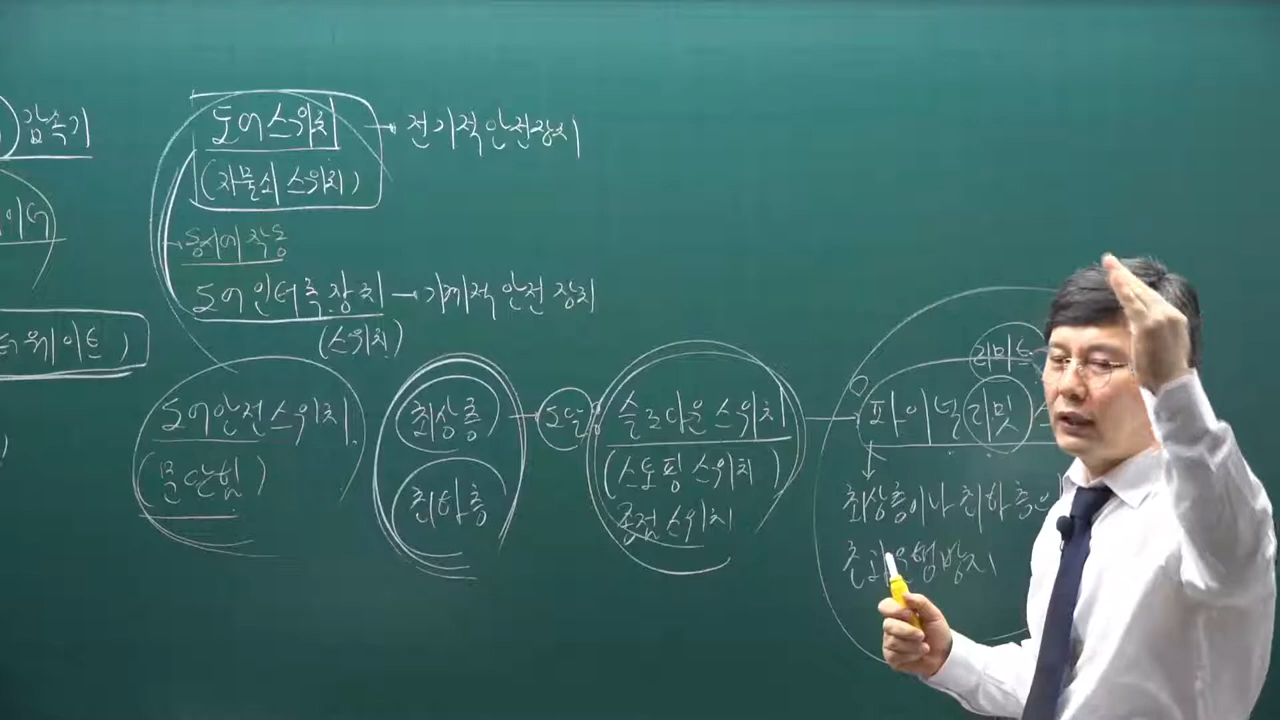 감속기
도어스위치 → 전기적안전장치
(자물쇠 스위치)
동시에 작동
도어인터록장치 → 기계적 안전 장치
(스위치)
터웨이트)
도어안전스위치
(문닫힘)
최상층
최하층
슬로다운스위치
(스토핑 스위치)
종점스위치
리미트
파이널리밋
최상층이나 최하층
초과운행방지